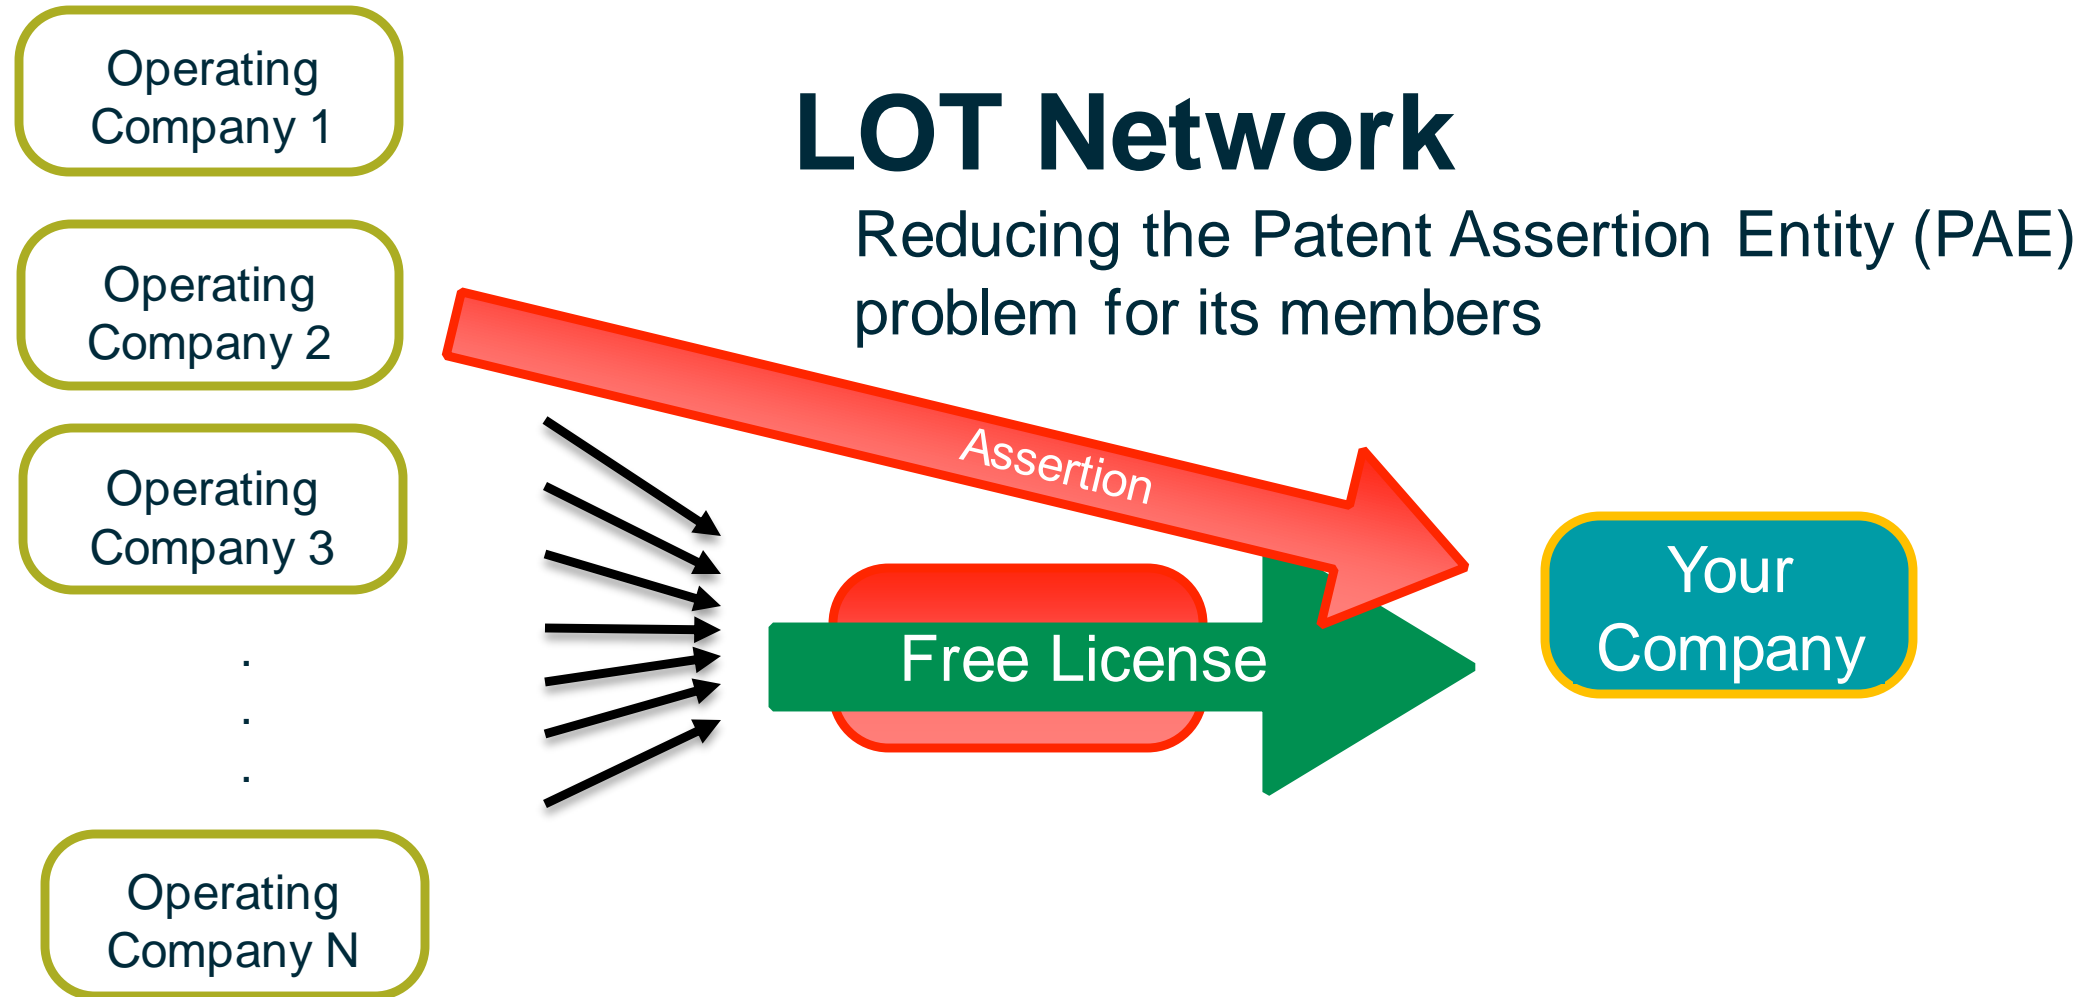 Operating
Company 1
LOT Network
Reducing the Patent Assertion Entity (PAE)
problem for its members
Operating
Company 2
Assertion
Operating
Company 3
Free License
Your
Company
.
.
.
Operating
Company N